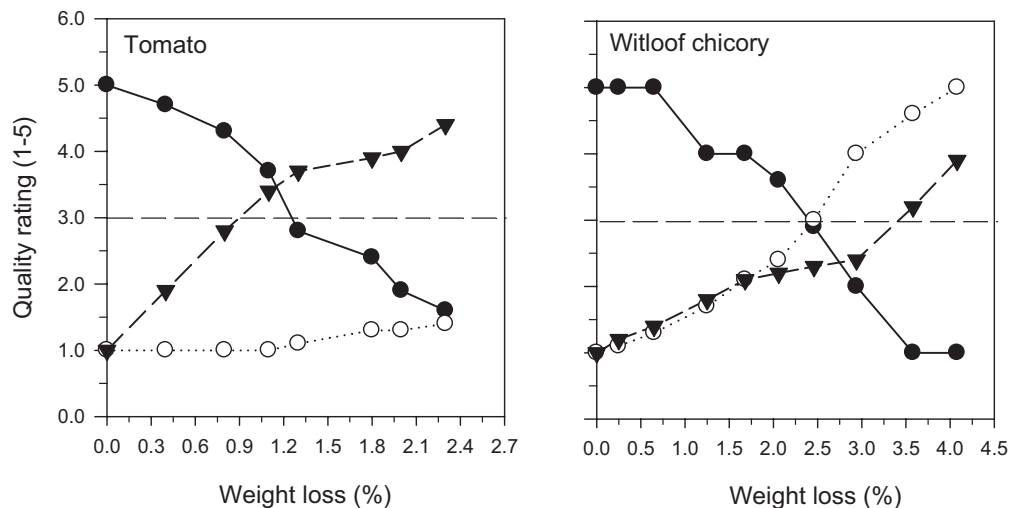 Tomato
Witloof chicory
Quality rating (1-5)
6.0
5.0
4.0
3.0
2.0
1.0
0.0
0.0 0.3 0.6 0.9 1.2 1.5 1.8 2.1 2.4 2.7
0.0 0.5 1.0 1.5 2.0 2.5 3.0 3.5 4.0 4.5
Weight loss (%)
Weight loss (%)